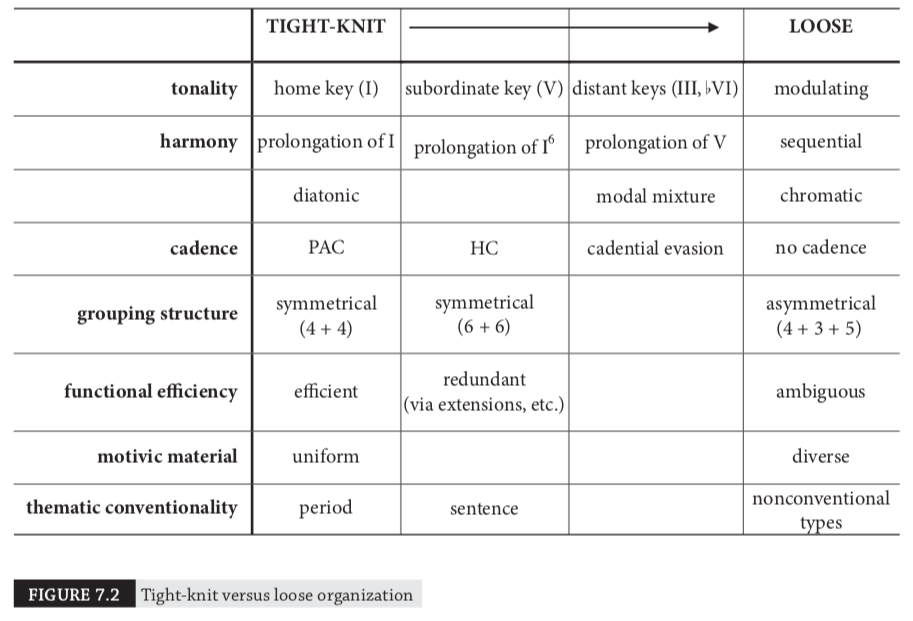 TIGHT-KNIT LOOSE
tonality home key (I) subordinate key (V) distant keys (III, ♭VI) modulating
harmony prolongation of I prolongation of I⁶ prolongation of V sequential
diatonic modal mixture chromatic
cadence PAC HC cadential evasion no cadence
grouping structure symmetrical (4 + 4) symmetrical (6 + 6) asymmetrical (4 + 3 + 5)
functional efficiency efficient redundant (via extensions, etc.) ambiguous
motivic material uniform diverse
thematic conventionality period sentence nonconventional types
FIGURE 7.2 Tight-knit versus loose organization